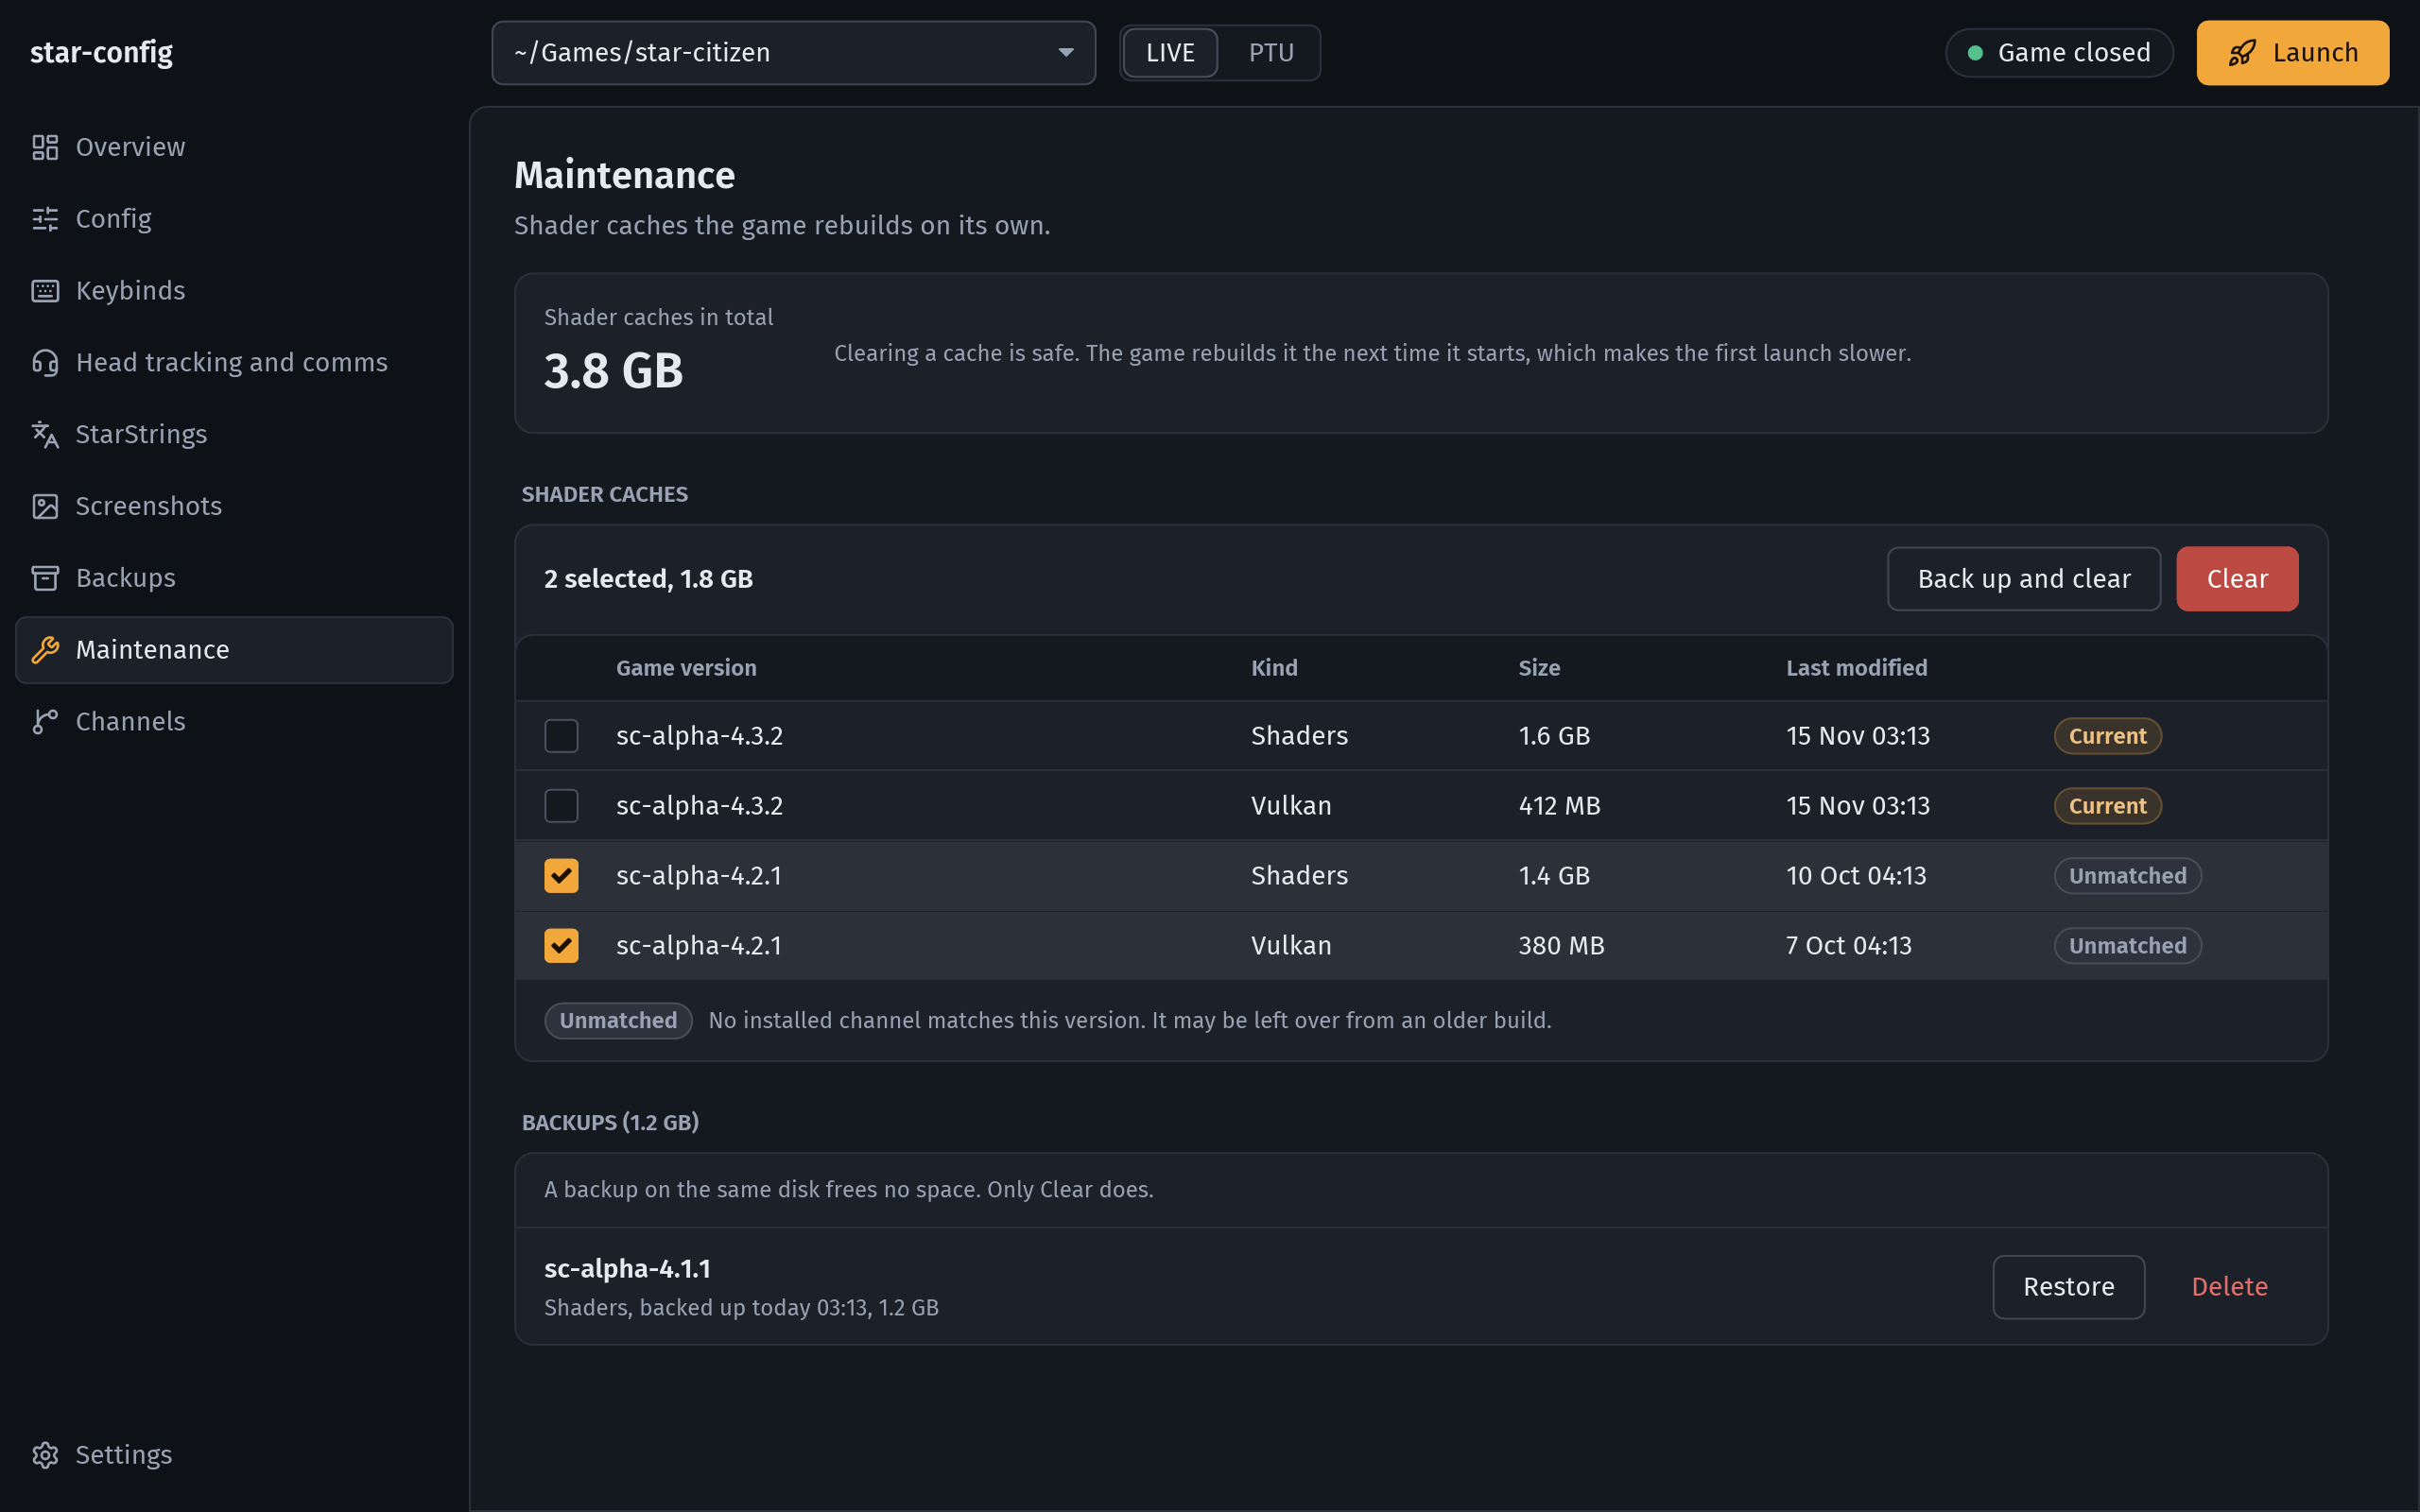 star-config
~/Games/star-citizen
LIVE
PTU
Game closed
Launch
Overview
Config
Keybinds
Head tracking and comms
StarStrings
Screenshots
Backups
Maintenance
Channels
Settings
Maintenance
Shader caches the game rebuilds on its own.
Shader caches in total
3.8 GB
Clearing a cache is safe. The game rebuilds it the next time it starts, which makes the first launch slower.
SHADER CACHES
2 selected, 1.8 GB
Back up and clear
Clear
Game version Kind Size Last modified
sc-alpha-4.3.2 Shaders 1.6 GB 15 Nov 03:13 Current
sc-alpha-4.3.2 Vulkan 412 MB 15 Nov 03:13 Current
sc-alpha-4.2.1 Shaders 1.4 GB 10 Oct 04:13 Unmatched
sc-alpha-4.2.1 Vulkan 380 MB 7 Oct 04:13 Unmatched
Unmatched No installed channel matches this version. It may be left over from an older build.
BACKUPS (1.2 GB)
A backup on the same disk frees no space. Only Clear does.
sc-alpha-4.1.1
Shaders, backed up today 03:13, 1.2 GB
Restore
Delete